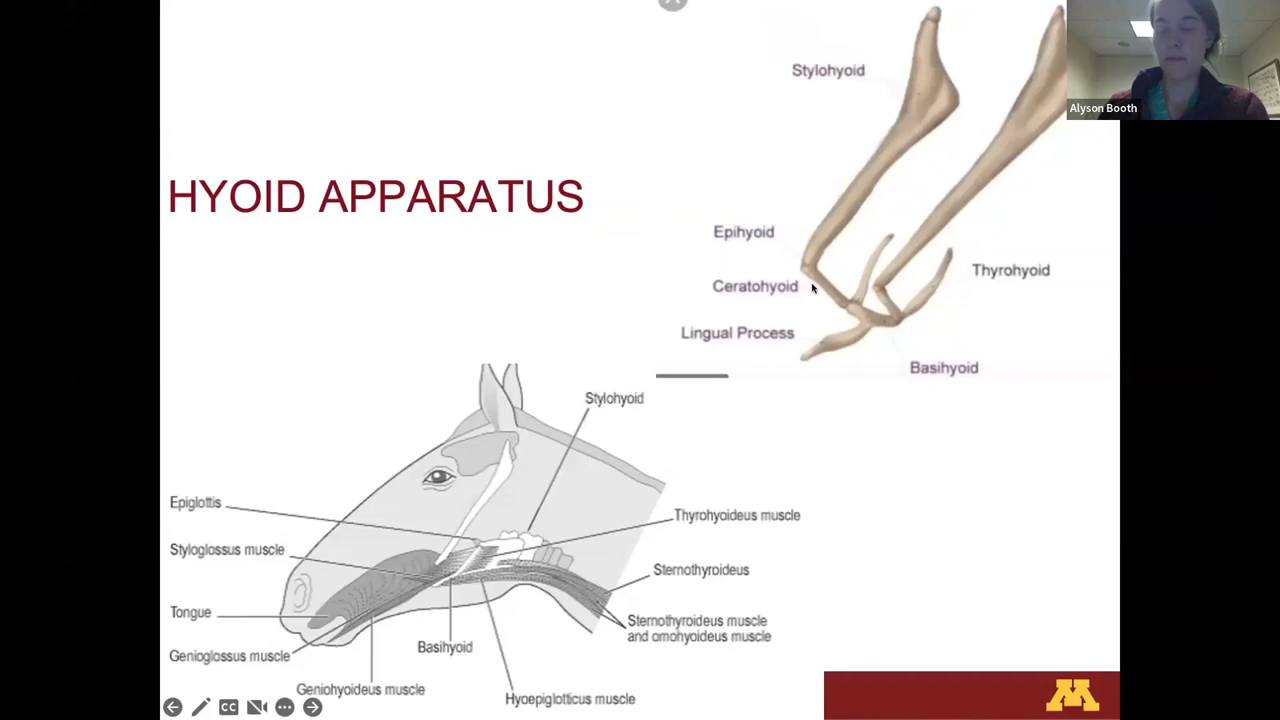 Stylohyoid
Alyson Booth
HYOID APPARATUS
Epihyoid
Thyrohyoid
Ceratohyoid
Lingual Process
Basihyoid
Stylohyoid
Epiglottis
Thyrohyoideus muscle
Styloglossus muscle
Sternothyroideus
Tongue
Sternothyroideus muscle
and omohyoideus muscle
Basihyoid
Genioglossus muscle
Geniohyoideus muscle
Hyoepiglotticus muscle
CC
M